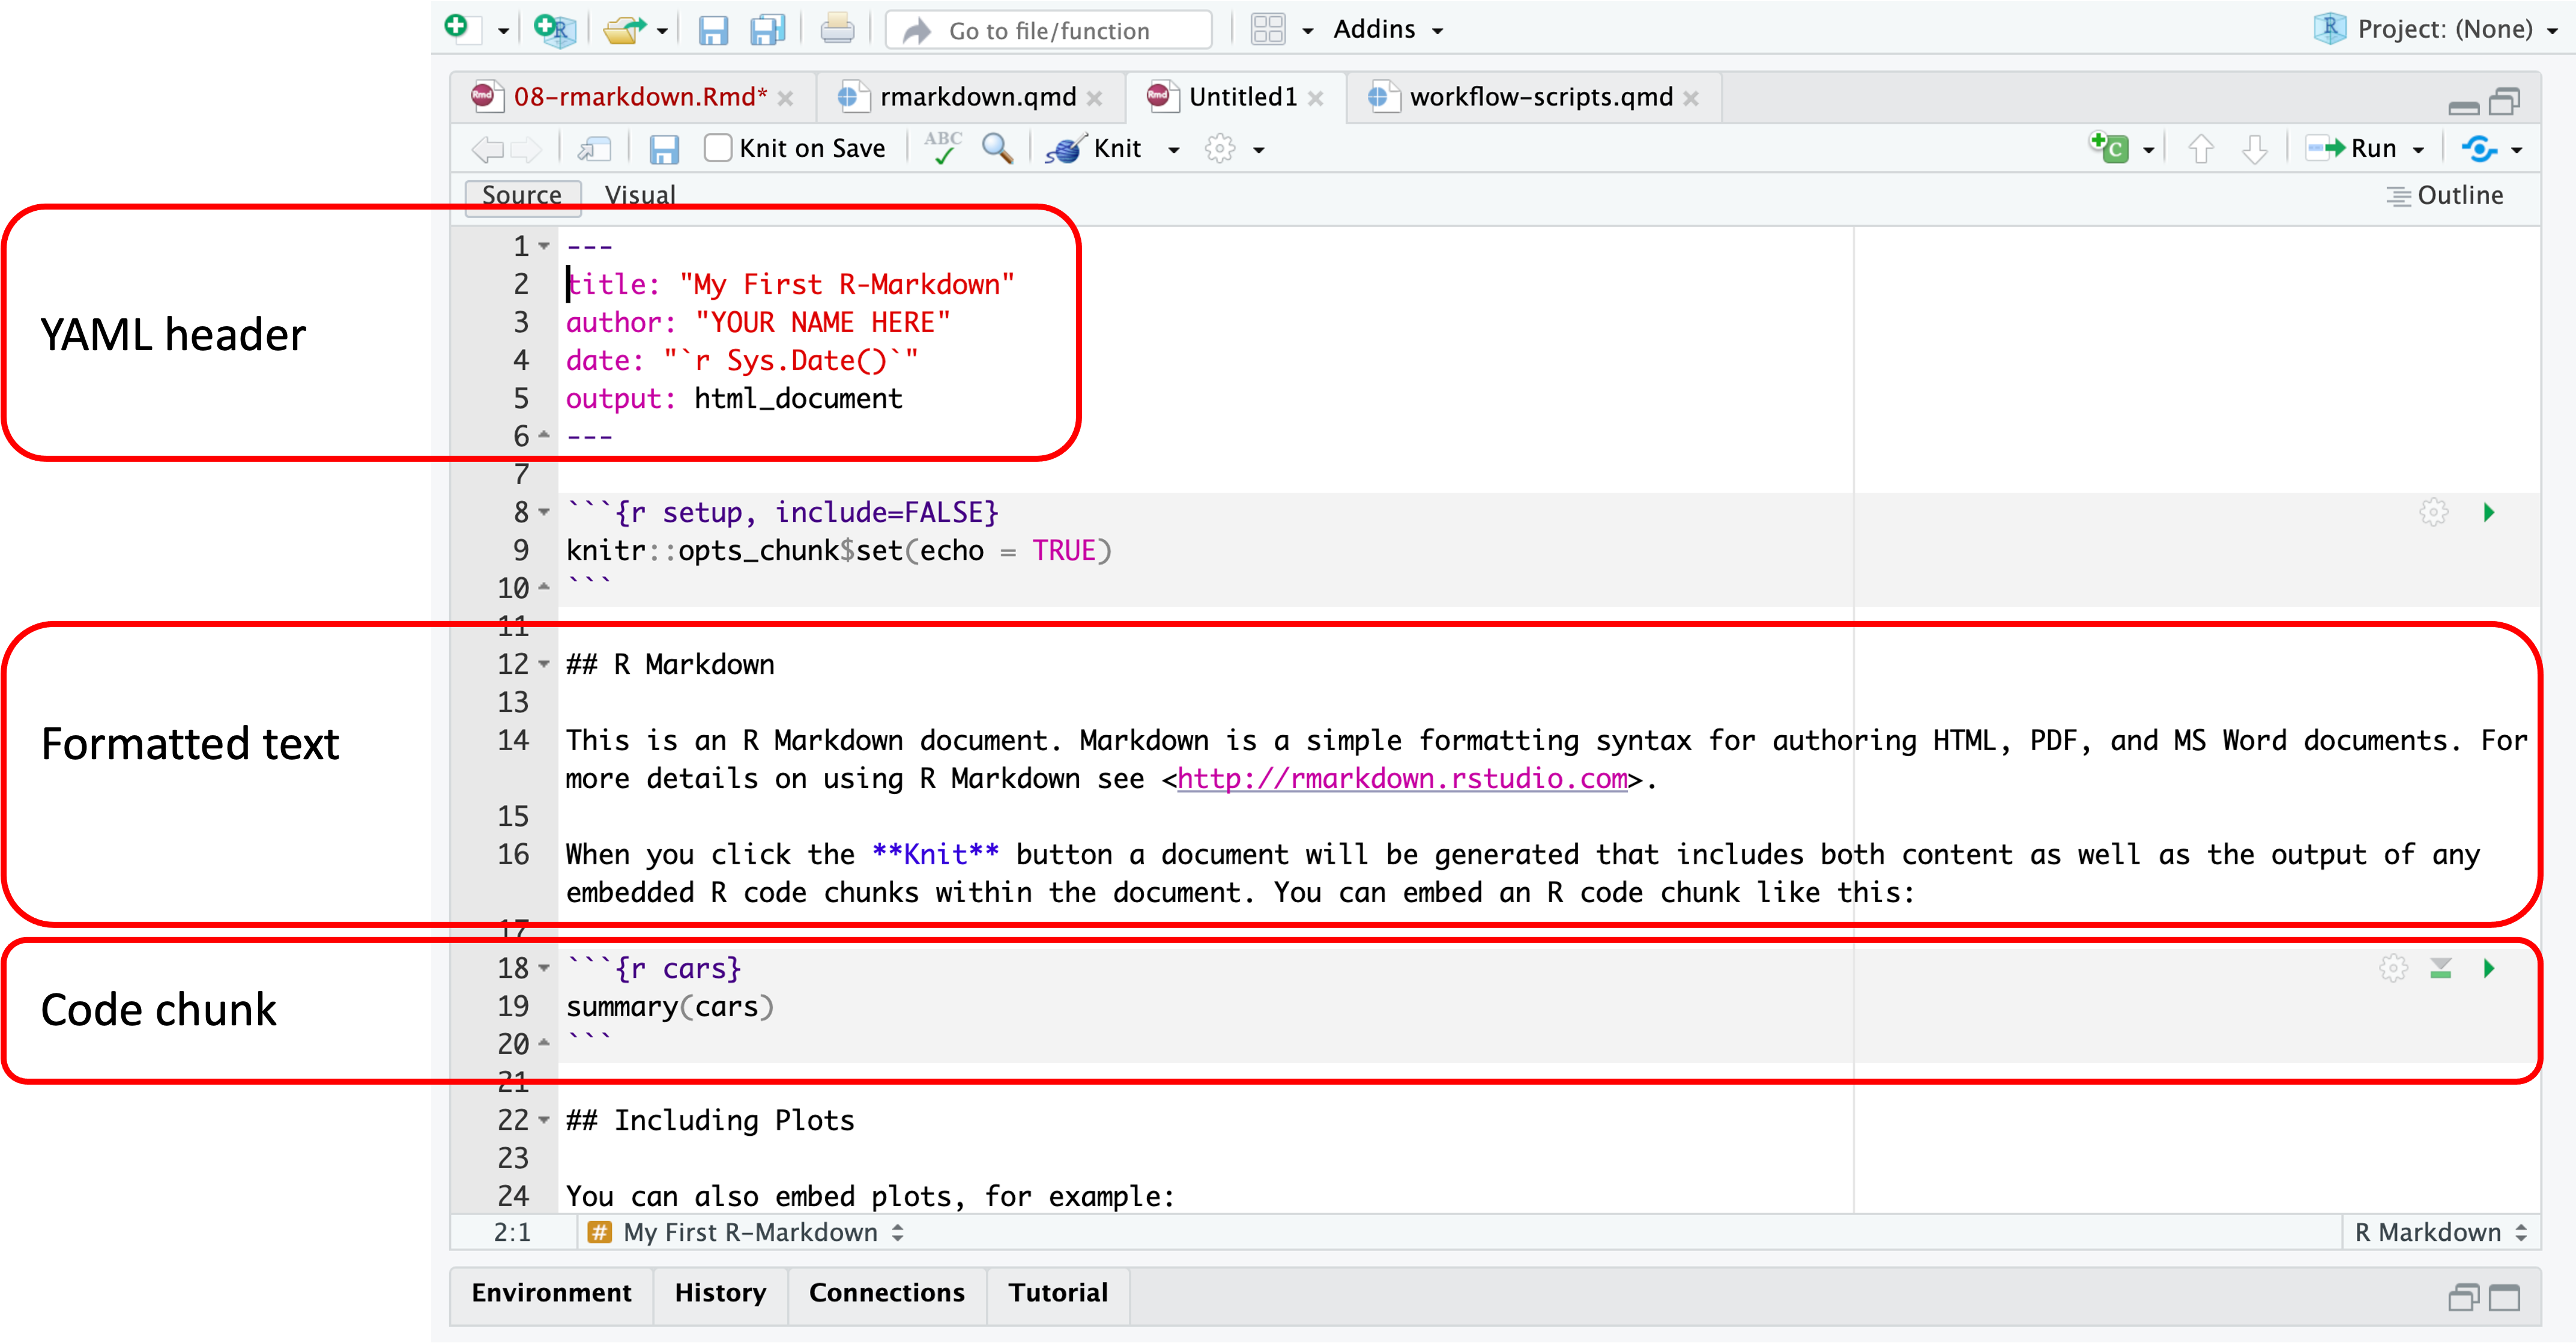 Go to file/function Addins Project: (None)
08-rmarkdown.Rmd* rmarkdown.qmd Untitled1 workflow-scripts.qmd
Knit on Save ABC Knit Run
Source Visual Outline
YAML header
1 ---
2 title: "My First R-Markdown"
3 author: "YOUR NAME HERE"
4 date: "`r Sys.Date()`"
5 output: html_document
6 ---
7
8 ```{r setup, include=FALSE}
9 knitr::opts_chunk$set(echo = TRUE)
10 ```
11
Formatted text
12 ## R Markdown
13
14 This is an R Markdown document. Markdown is a simple formatting syntax for authoring HTML, PDF, and MS Word documents. For
more details on using R Markdown see <http://rmarkdown.rstudio.com>.
15
16 When you click the **Knit** button a document will be generated that includes both content as well as the output of any
embedded R code chunks within the document. You can embed an R code chunk like this:
17
Code chunk
18 ```{r cars}
19 summary(cars)
20 ```
21
22 ## Including Plots
23
24 You can also embed plots, for example:
2:1 # My First R-Markdown R Markdown
Environment History Connections Tutorial